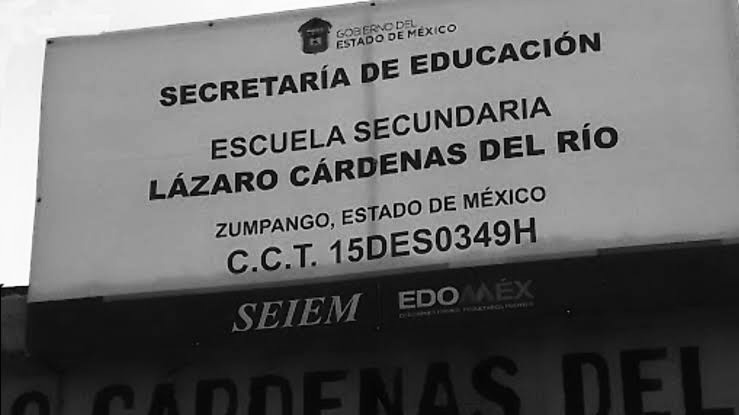 GOBIERNO DEL
ESTADO DE MÉXICO
SECRETARÍA DE EDUCACIÓN
ESCUELA SECUNDARIA
LÁZARO CÁRDENAS DEL RÍO
ZUMPANGO, ESTADO DE MÉXICO
C.C.T. 15DES0349H
SEIEM
EDOMÉX
CARDENAS DEL